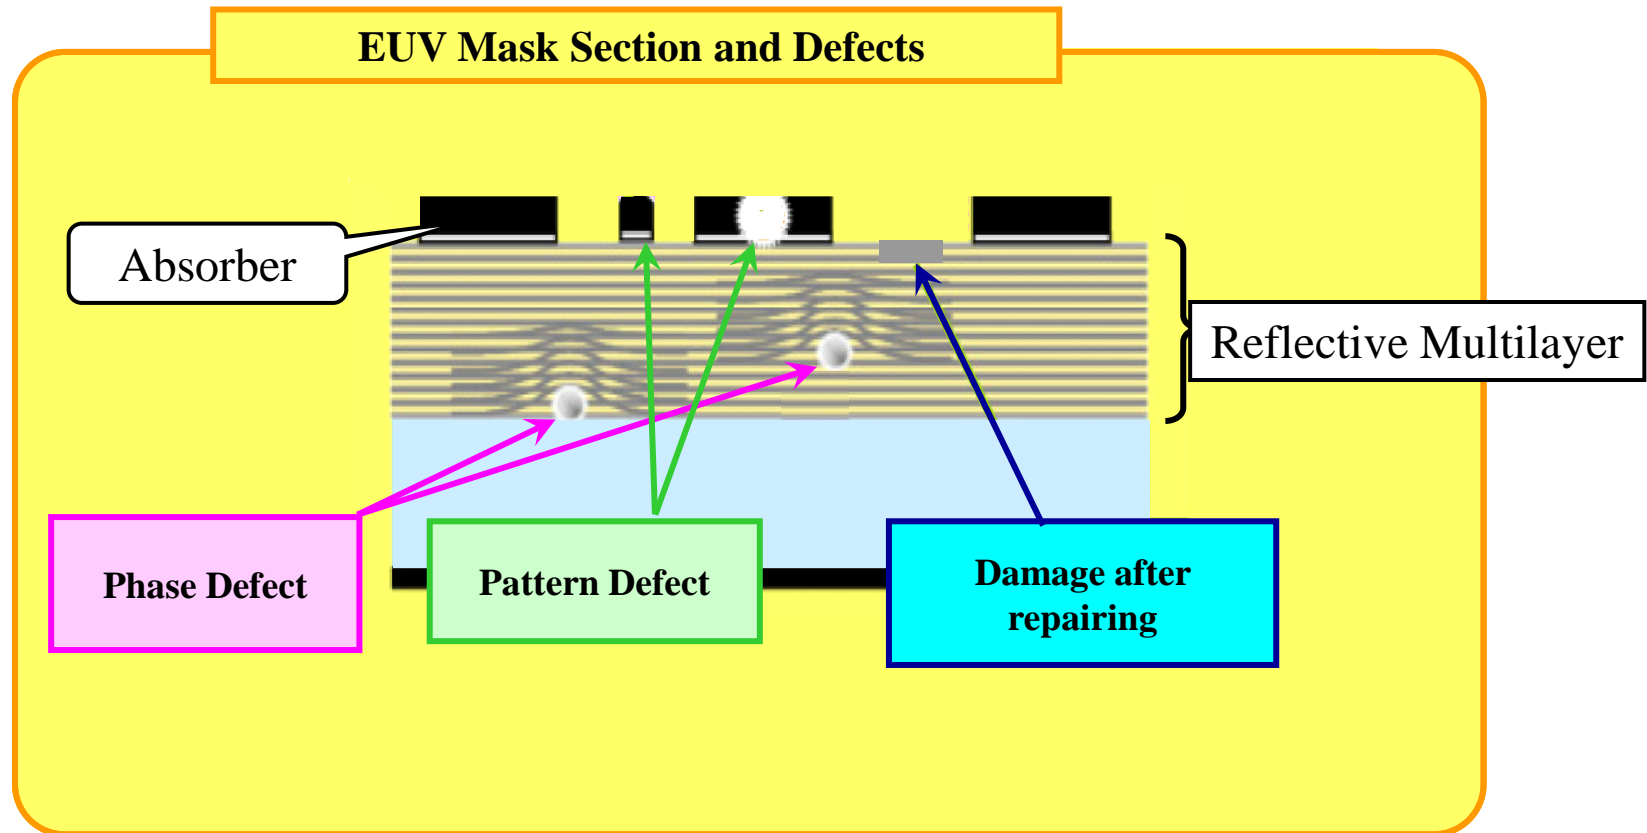 EUV Mask Section and Defects
Absorber
Reflective Multilayer
Phase Defect
Pattern Defect
Damage after
repairing